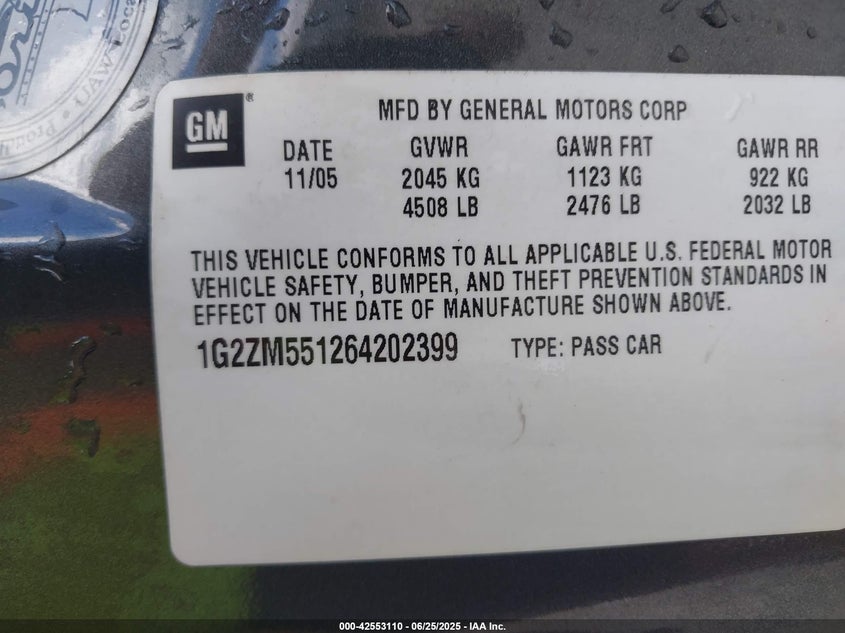 UAW Local
GM ®
MFD BY GENERAL MOTORS CORP
DATE GVWR GAWR FRT GAWR RR
11/05 2045 KG 1123 KG 922 KG
4508 LB 2476 LB 2032 LB
THIS VEHICLE CONFORMS TO ALL APPLICABLE U.S. FEDERAL MOTOR
VEHICLE SAFETY, BUMPER, AND THEFT PREVENTION STANDARDS IN
EFFECT ON THE DATE OF MANUFACTURE SHOWN ABOVE.
1G2ZM551264202399 TYPE: PASS CAR
000-42553110 - 06/25/2025 - IAA Inc.